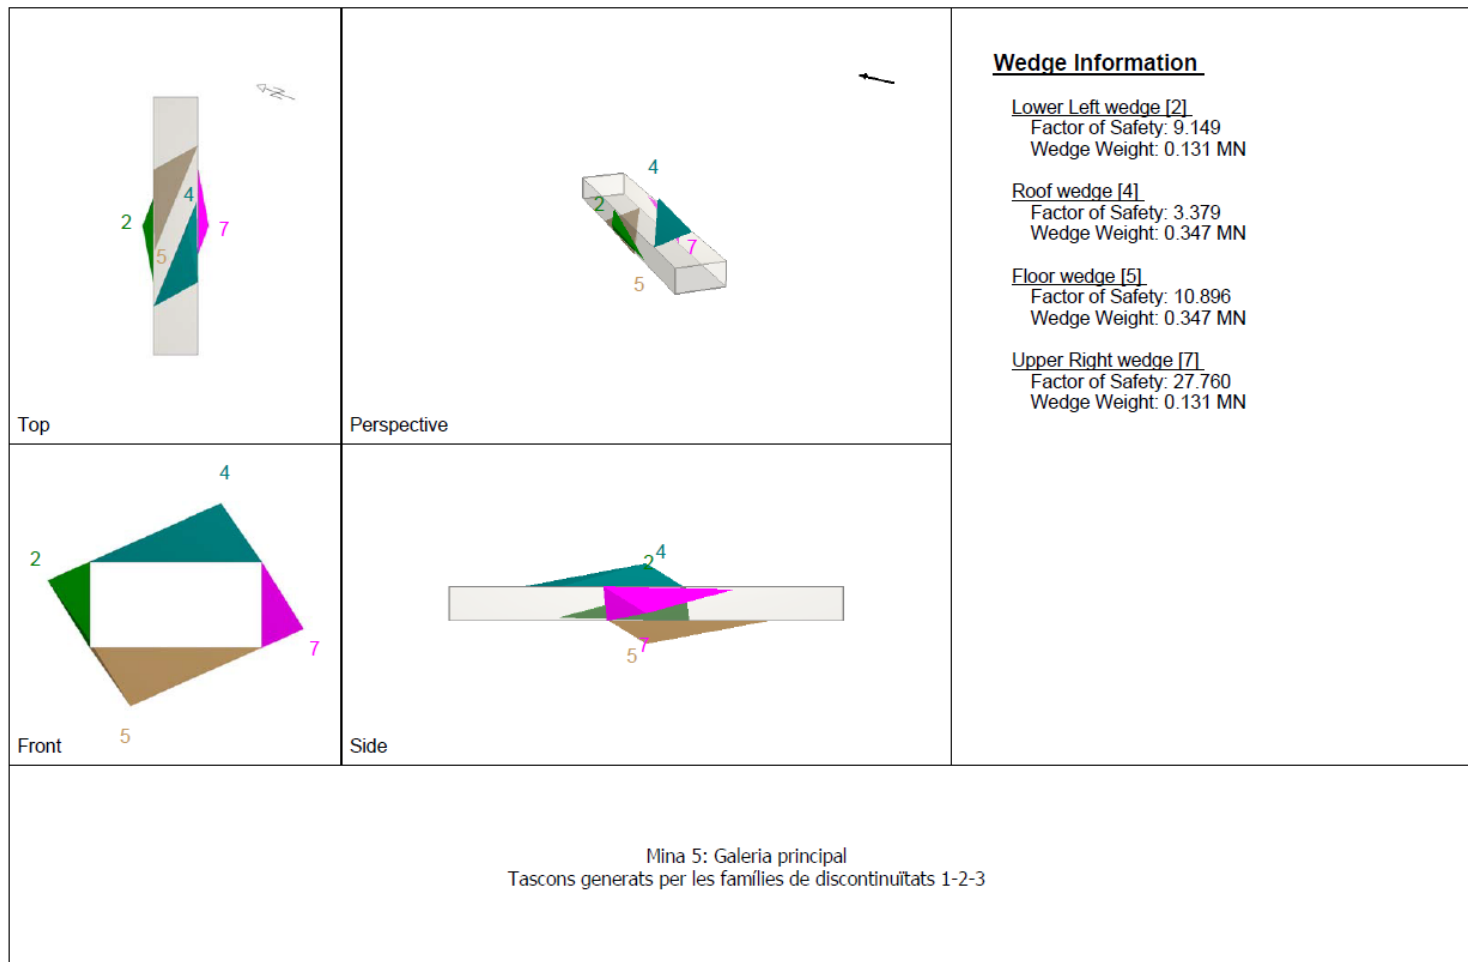 N
4
2
7
5
Top
4
2
7
5
Perspective
Wedge Information
Lower Left wedge [2]
Factor of Safety: 9.149
Wedge Weight: 0.131 MN
Roof wedge [4]
Factor of Safety: 3.379
Wedge Weight: 0.347 MN
Floor wedge [5]
Factor of Safety: 10.896
Wedge Weight: 0.347 MN
Upper Right wedge [7]
Factor of Safety: 27.760
Wedge Weight: 0.131 MN
4
2
7
5
Front
2 4
5 7
Side
Mina 5: Galeria principal
Tascons generats per les famílies de discontinuïtats 1-2-3